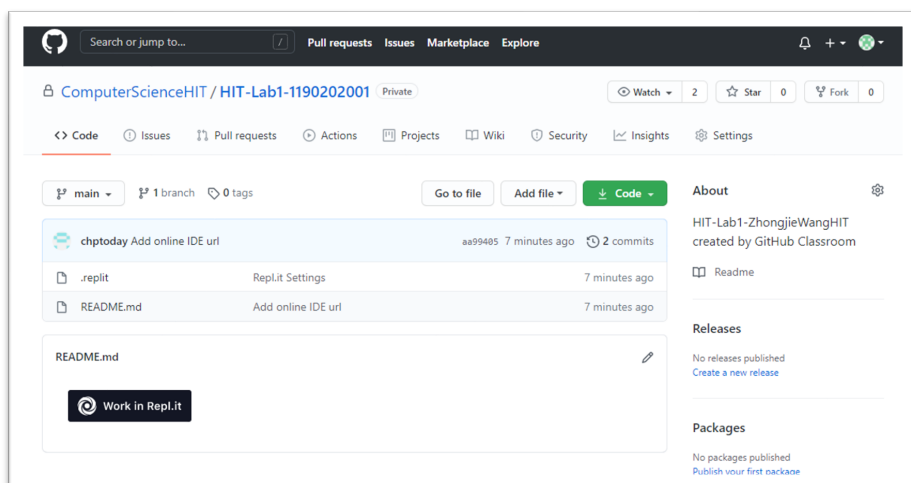 Search or jump to... /
Pull requests Issues Marketplace Explore
ComputerScienceHIT / HIT-Lab1-1190202001 Private
Watch 2 Star 0 Fork 0
<> Code Issues Pull requests Actions Projects Wiki Security Insights Settings
main 1 branch 0 tags Go to file Add file Code
chptoday Add online IDE url aa99405 7 minutes ago 2 commits
.replit Repl.it Settings 7 minutes ago
README.md Add online IDE url 7 minutes ago
README.md
Work in Repl.it
About
HIT-Lab1-ZhongjieWangHIT
created by GitHub Classroom
Readme
Releases
No releases published
Create a new release
Packages
No packages published
Publish your first package